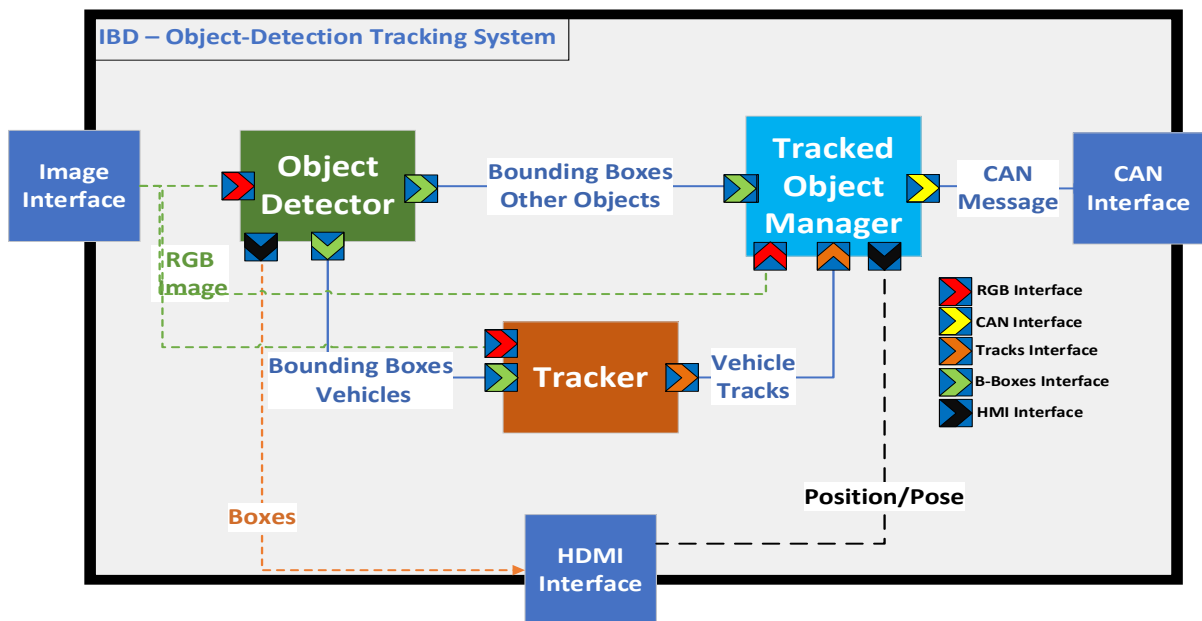 IBD – Object-Detection Tracking System
Image
Interface
Object
Detector
Bounding Boxes
Other Objects
Tracked
Object
Manager
CAN
Message
CAN
Interface
RGB
Image
RGB Interface
CAN Interface
Tracks Interface
B-Boxes Interface
HMI Interface
Bounding Boxes
Vehicles
Tracker
Vehicle
Tracks
Boxes
Position/Pose
HDMI
Interface